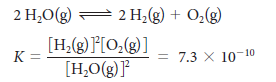 2 H₂O(g) ⇌ 2 H₂(g) + O₂(g)
K = [H₂(g)]²[O₂(g)] / [H₂O(g)]² = 7.3 × 10⁻¹⁰